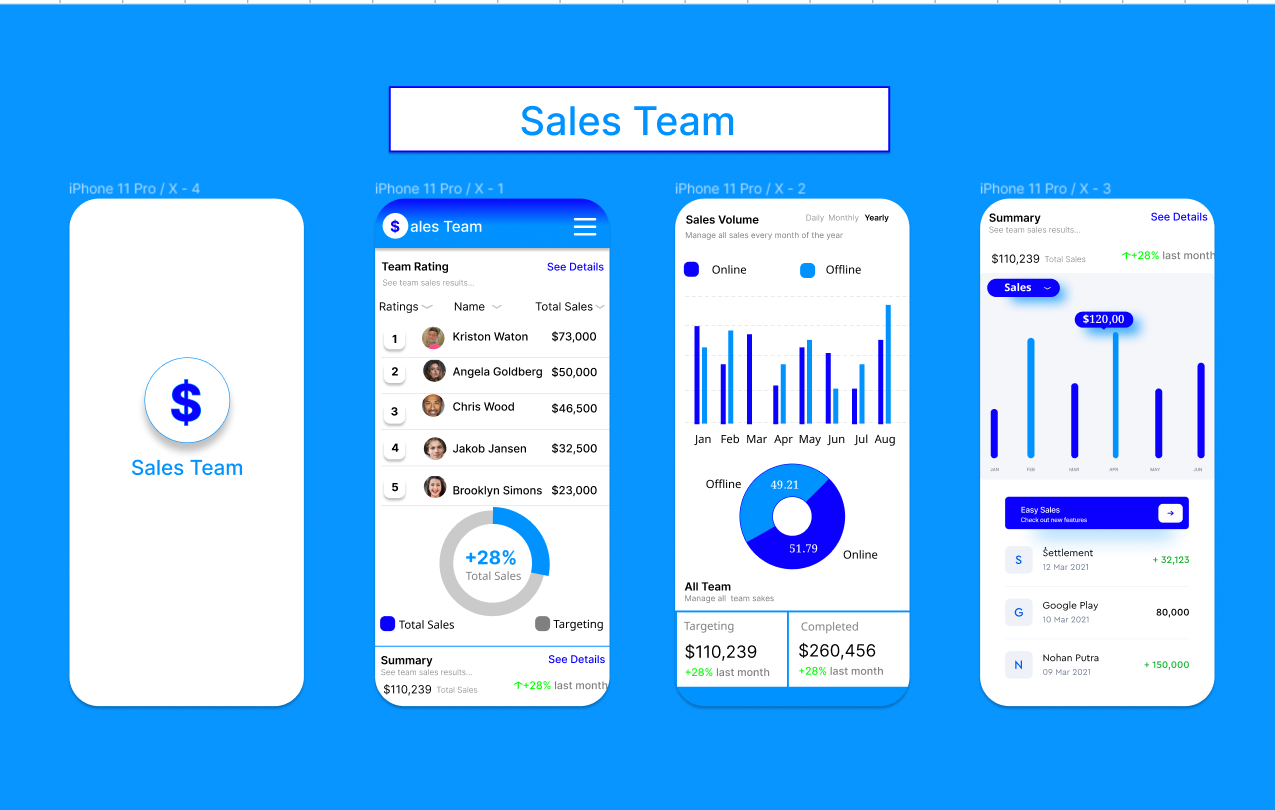 Sales Team
iPhone 11 Pro / X - 4
$
Sales Team
iPhone 11 Pro / X - 1
$ ales Team
Team Rating See Details
See team sales results...
Ratings Name Total Sales
1 Kriston Waton $73,000
2 Angela Goldberg $50,000
3 Chris Wood $46,500
4 Jakob Jansen $32,500
5 Brooklyn Simons $23,000
+28%
Total Sales
Total Sales Targeting
Summary See Details
See team sales results...
$110,239 Total Sales +28% last month
iPhone 11 Pro / X - 2
Sales Volume Daily Monthly Yearly
Manage all sales every month of the year
Online Offline
Jan Feb Mar Apr May Jun Jul Aug
Offline 49.21
51.79 Online
All Team
Manage all team sakes
Targeting Completed
$110,239 $260,456
+28% last month +28% last month
iPhone 11 Pro / X - 3
Summary See Details
See team sales results...
$110,239 Total Sales +28% last month
Sales
$120,00
JAN FEB MAR APR MAY JUN
Easy Sales
Check out new features
S Settlement + 32,123
12 Mar 2021
G Google Play 80,000
10 Mar 2021
N Nohan Putra + 150,000
09 Mar 2021